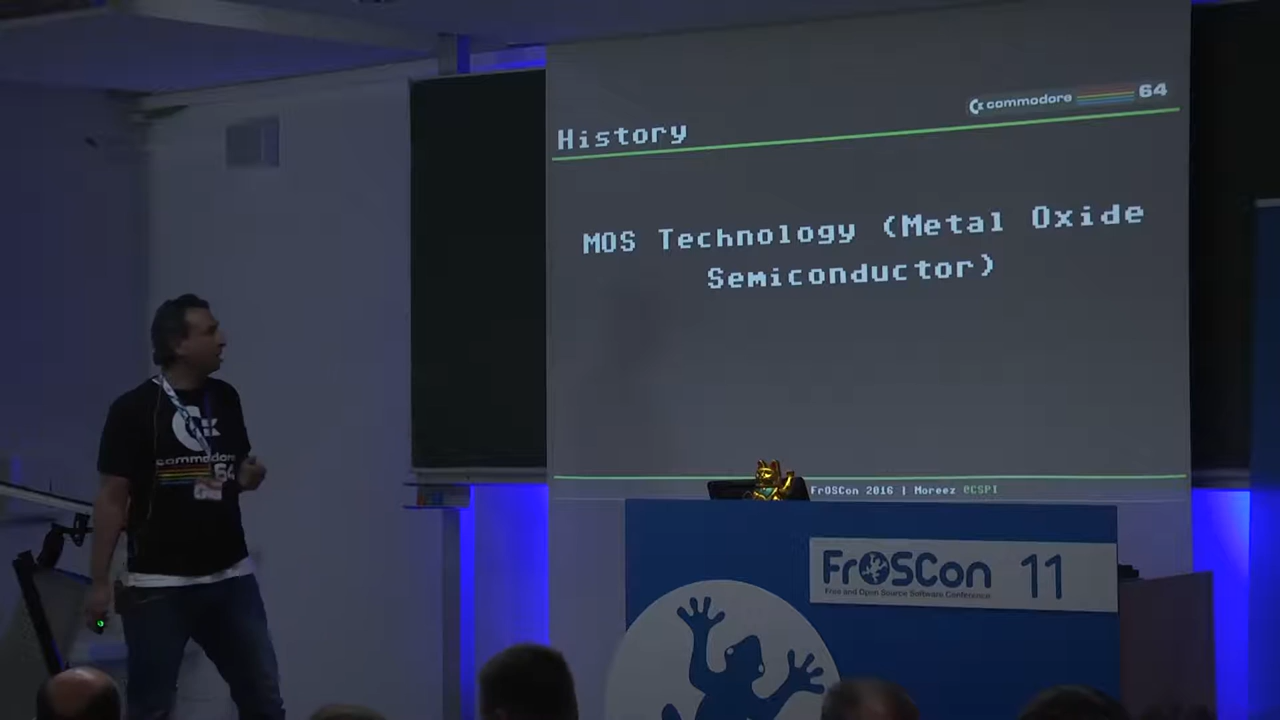 commodore 64
History
MOS Technology (Metal Oxide
Semiconductor)
FrOSCon 2016 | Moreez @CSPI
FrOSCon 11
Free and Open Source Software Conference
commodore
64